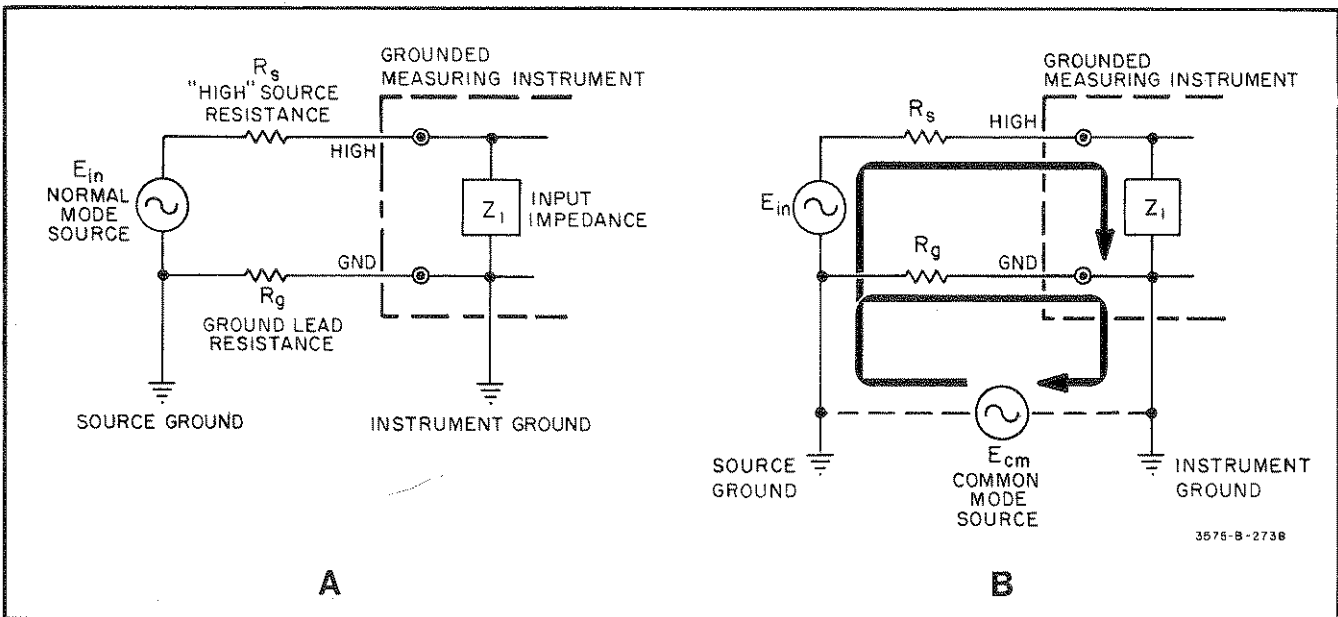 GROUNDED
MEASURING INSTRUMENT
Rs
"HIGH" SOURCE
RESISTANCE
HIGH
Ein
NORMAL
MODE
SOURCE
Z1
INPUT
IMPEDANCE
GND
Rg
GROUND LEAD
RESISTANCE
SOURCE GROUND
INSTRUMENT GROUND
A
GROUNDED
MEASURING INSTRUMENT
Rs
HIGH
Ein
Z1
Rg
GND
SOURCE
GROUND
Ecm
COMMON
MODE
SOURCE
INSTRUMENT
GROUND
3575-B-2738
B